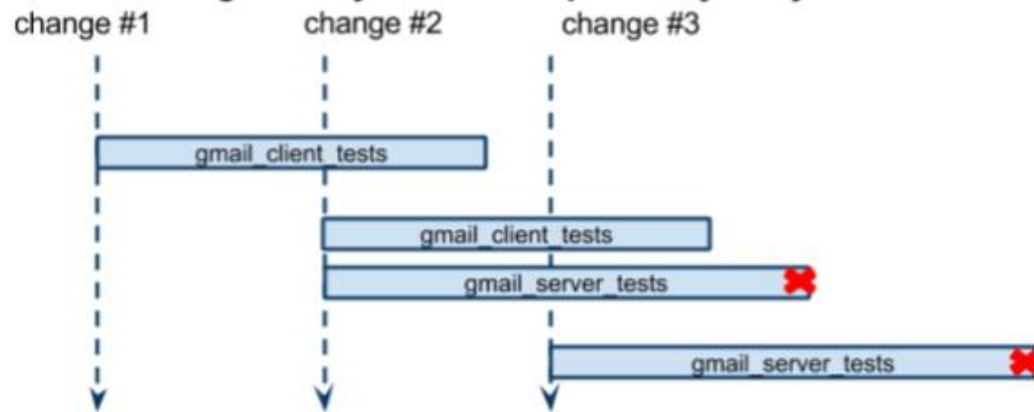 change #1 change #2 change #3
gmail_client_tests
gmail_client_tests
gmail_server_tests
gmail_server_tests